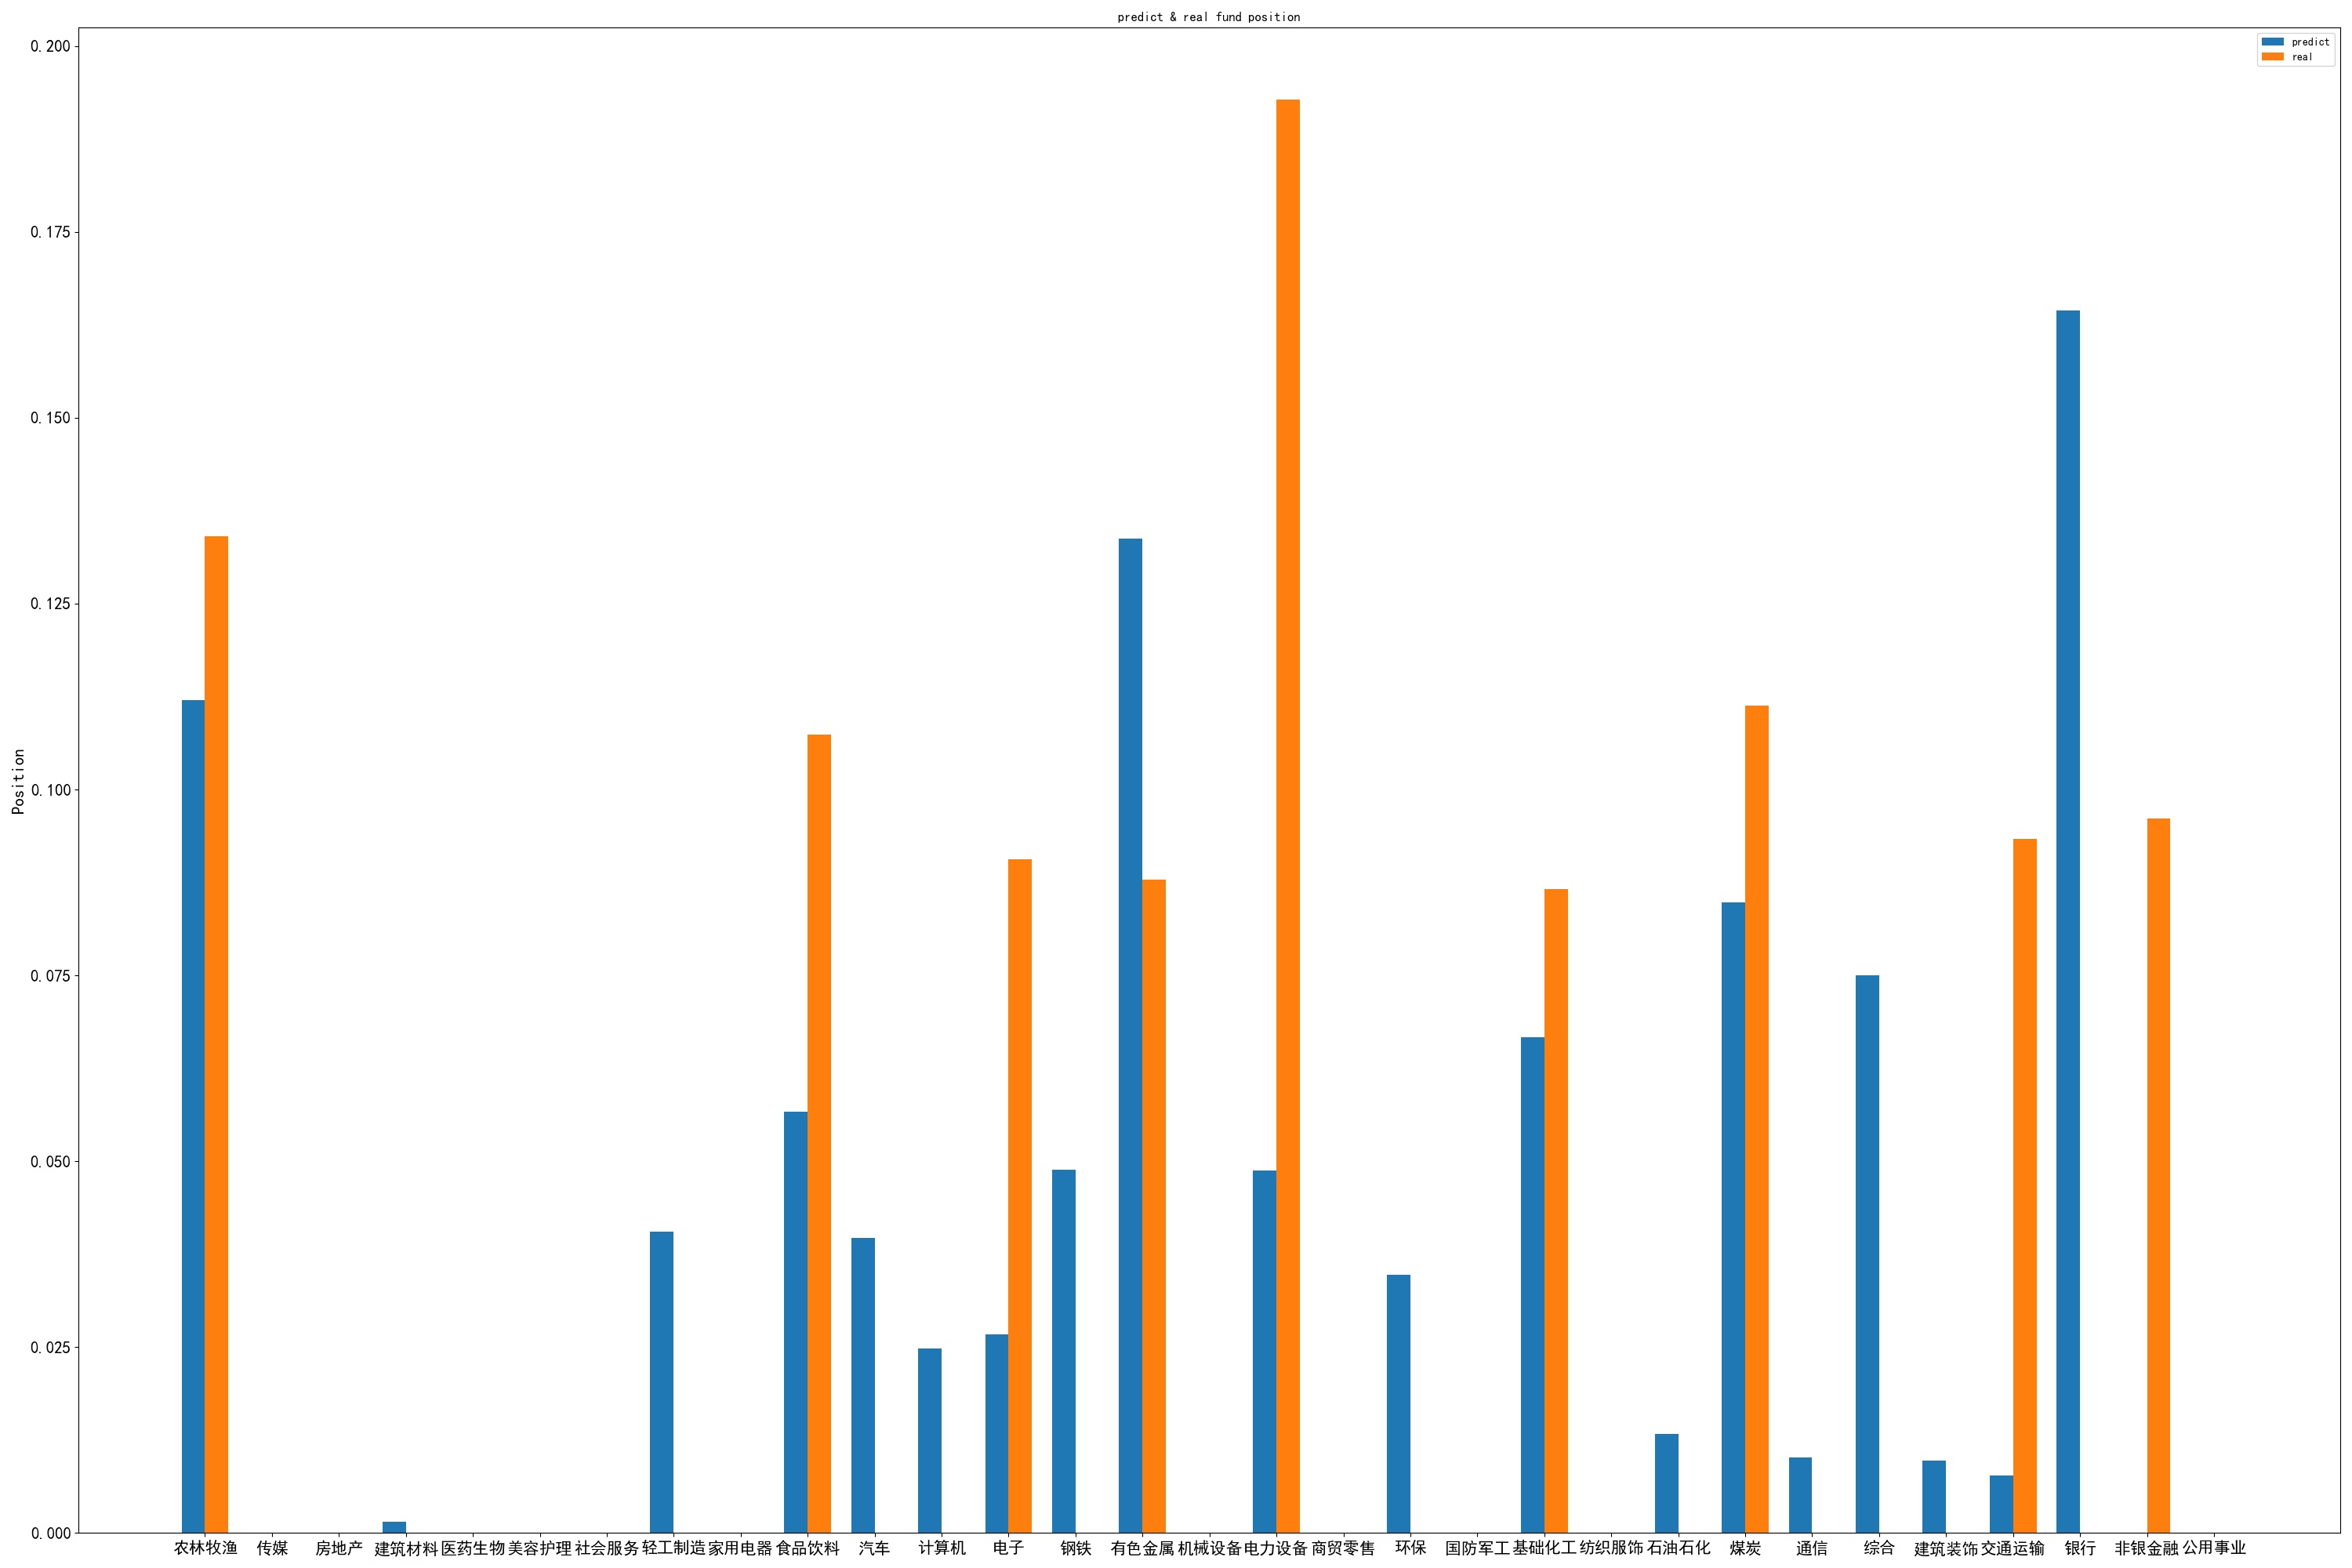 predict & real fund position
predict
real
0.200
0.175
0.150
0.125
0.100
0.075
0.050
0.025
0.000
Position
农林牧渔 传媒 房地产 建筑材料 医药生物 美容护理 社会服务 轻工制造 家用电器 食品饮料 汽车 计算机 电子 钢铁 有色金属 机械设备 电力设备 商贸零售 环保 国防军工 基础化工 纺织服饰 石油石化 煤炭 通信 综合 建筑装饰 交通运输 银行 非银金融 公用事业